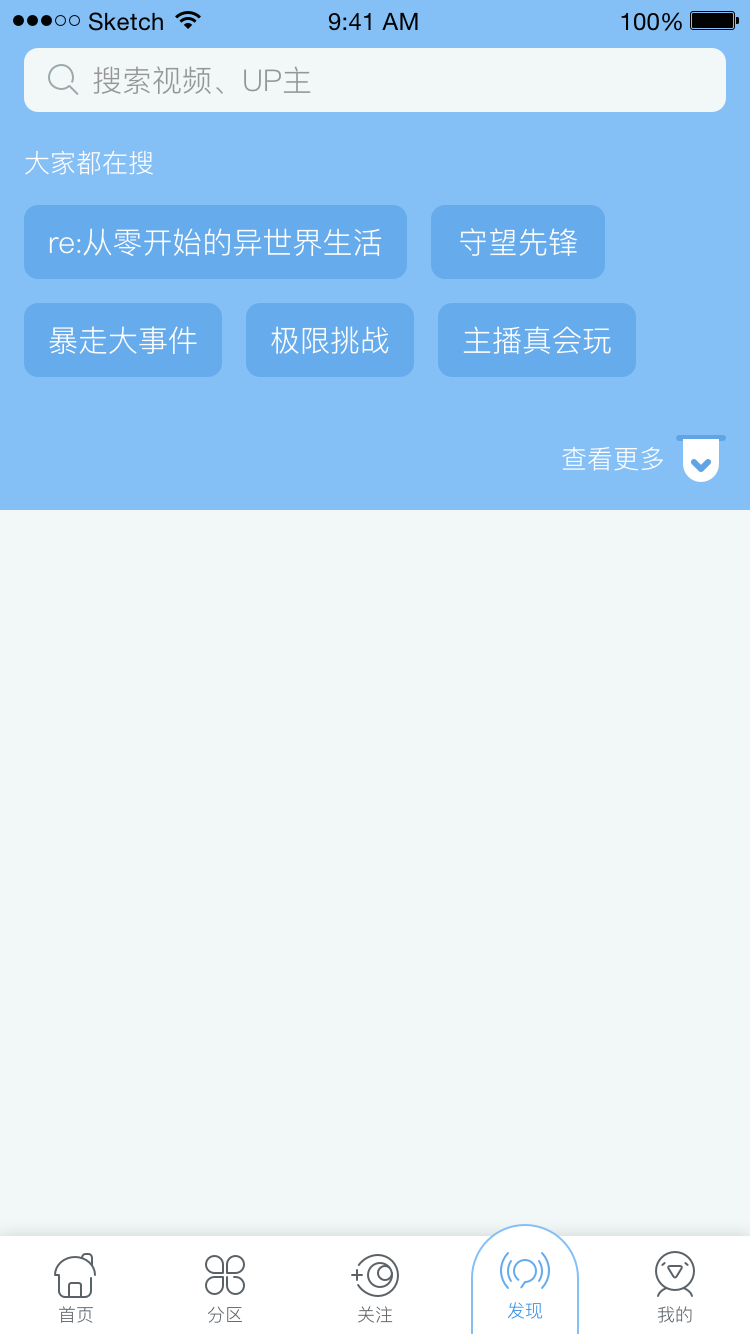 Sketch 9:41 AM 100%
搜索视频、UP主
大家都在搜
re:从零开始的异世界生活 守望先锋
暴走大事件 极限挑战 主播真会玩
查看更多
首页 分区 关注 发现 我的